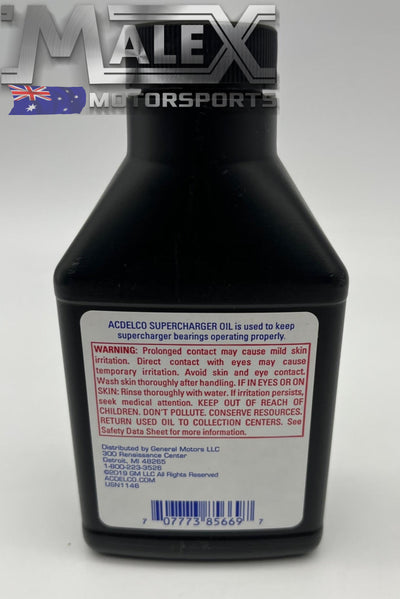 MALEX
MOTORSPORTS
ACDELCO SUPERCHARGER OIL is used to keep
supercharger bearings operating properly.
WARNING: Prolonged contact may cause mild skin
irritation. Direct contact with eyes may cause
temporary irritation. Avoid skin and eye contact.
Wash skin thoroughly after handling. IF IN EYES OR ON
SKIN: Rinse thoroughly with water. If irritation persists,
seek medical attention. KEEP OUT OF REACH OF
CHILDREN. DON'T POLLUTE. CONSERVE RESOURCES.
RETURN USED OIL TO COLLECTION CENTERS. See
Safety Data Sheet for more information.
Distributed by General Motors LLC
300 Renaissance Center
Detroit, MI 48265
1-800-223-3526
©2019 GM LLC All Rights Reserved
ACDELCO.COM
USN1146
7 07773 85669 7